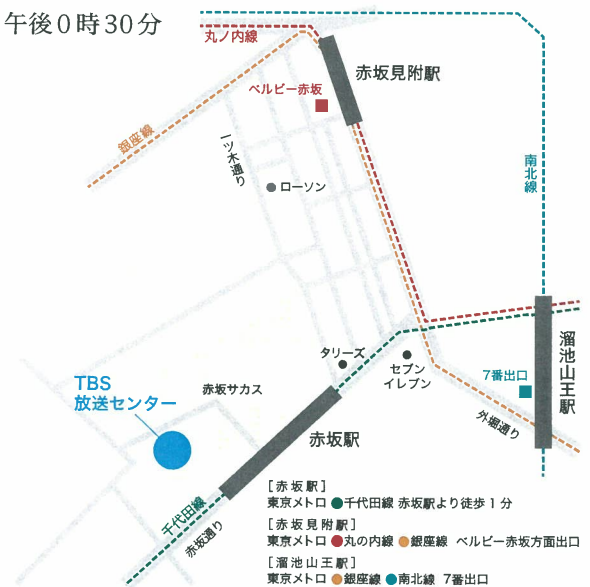 午後0時30分
丸ノ内線
赤坂見附駅
ベルビー赤坂
銀座線
一ツ木通り
南北線
ローソン
タリーズ
セブン
イレブン
7番出口
溜池山王駅
TBS
放送センター
赤坂サカス
外堀通り
赤坂駅
千代田線
赤坂通り
[赤坂駅]
東京メトロ ●千代田線 赤坂駅より徒歩1分
[赤坂見附駅]
東京メトロ ●丸の内線 ●銀座線 ベルビー赤坂方面出口
[溜池山王駅]
東京メトロ ●銀座線 ●南北線 7番出口